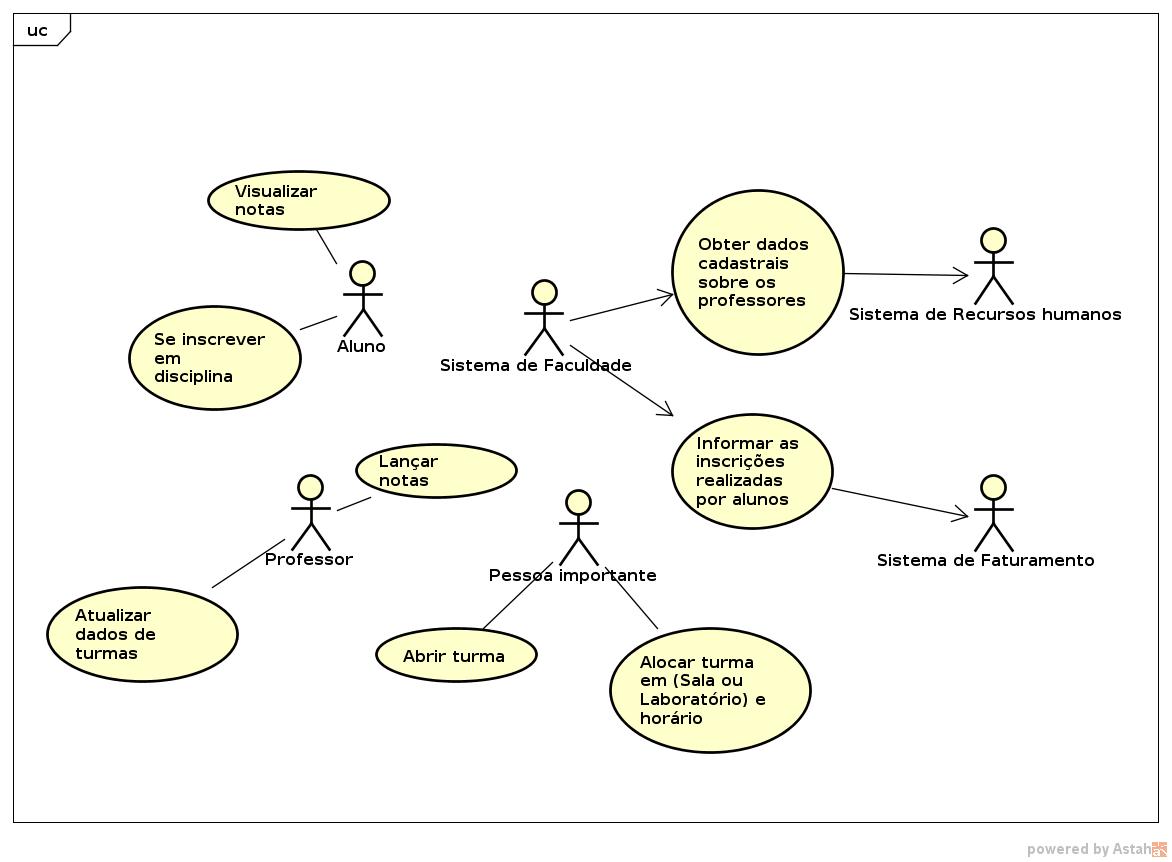 uc
Visualizar
notas
Se inscrever
em
disciplina
Aluno
Sistema de Faculdade
Obter dados
cadastrais
sobre os
professores
Sistema de Recursos humanos
Lançar
notas
Professor
Atualizar
dados de
turmas
Pessoa importante
Abrir turma
Alocar turma
em (Sala ou
Laboratório) e
horário
Informar as
inscrições
realizadas
por alunos
Sistema de Faturamento
powered by Astah